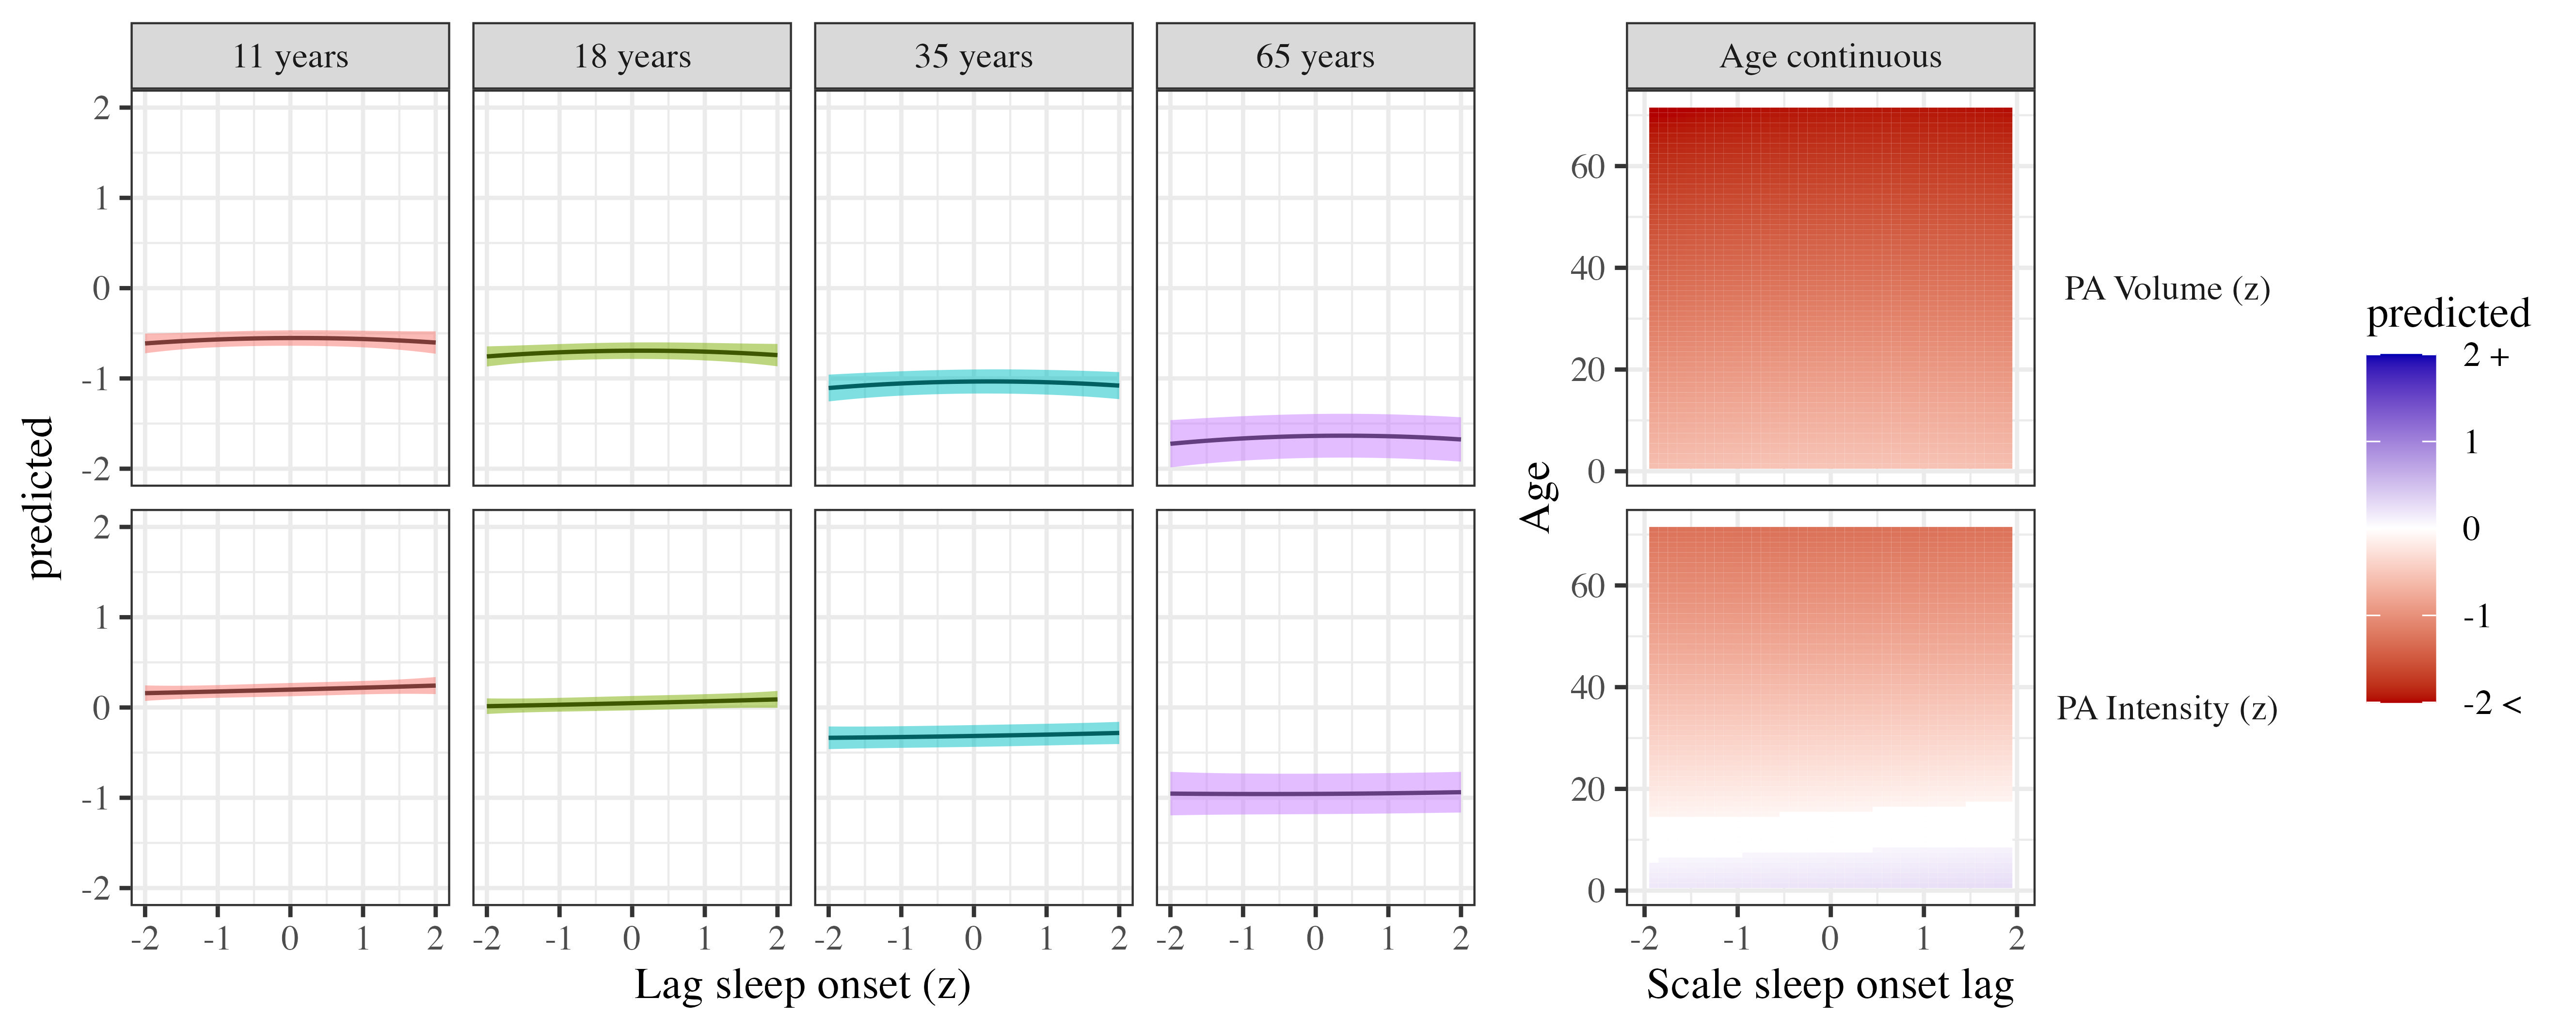 11 years
18 years
35 years
65 years
Age continuous
predicted
2
1
0
-1
-2
Age
60
40
20
0
PA Volume (z)
predicted
2 +
1
0
-1
-2 <
2
1
0
-1
-2
60
40
20
0
PA Intensity (z)
-2 -1 0 1 2
-2 -1 0 1 2
-2 -1 0 1 2
-2 -1 0 1 2
-2 -1 0 1 2
Lag sleep onset (z)
Scale sleep onset lag